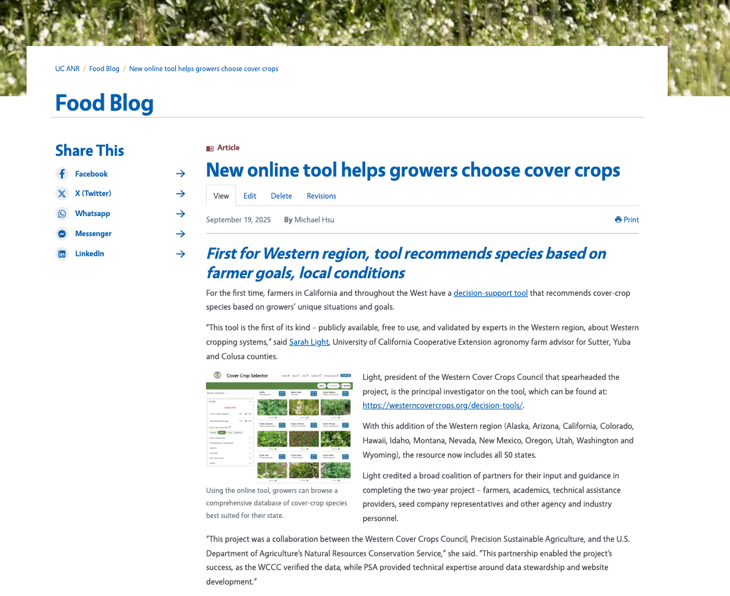 UC ANR / Food Blog / New online tool helps growers choose cover crops
Food Blog
Share This
Facebook
X (Twitter)
Whatsapp
Messenger
LinkedIn
Article
New online tool helps growers choose cover crops
View Edit Delete Revisions
September 19, 2025 By Michael Hsu Print
First for Western region, tool recommends species based on
farmer goals, local conditions
For the first time, farmers in California and throughout the West have a decision-support tool that recommends cover-crop
species based on growers’ unique situations and goals.
“This tool is the first of its kind – publicly available, free to use, and validated by experts in the Western region, about Western
cropping systems,” said Sarah Light, University of California Cooperative Extension agronomy farm advisor for Sutter, Yuba
and Colusa counties.
Cover Crop Selector
Using the online tool, growers can browse a
comprehensive database of cover-crop species
best suited for their state.
Light, president of the Western Cover Crops Council that spearheaded the
project, is the principal investigator on the tool, which can be found at:
https://westerncovercrops.org/decision-tools/.
With this addition of the Western region (Alaska, Arizona, California, Colorado,
Hawaii, Idaho, Montana, Nevada, New Mexico, Oregon, Utah, Washington and
Wyoming), the resource now includes all 50 states.
Light credited a broad coalition of partners for their input and guidance in
completing the two-year project – farmers, academics, technical assistance
providers, seed company representatives and other agency and industry
personnel.
“This project was a collaboration between the Western Cover Crops Council, Precision Sustainable Agriculture, and the U.S.
Department of Agriculture’s Natural Resources Conservation Service,” she said. “This partnership enabled the project’s
success, as the WCCC verified the data, while PSA provided technical expertise around data stewardship and website
development.”